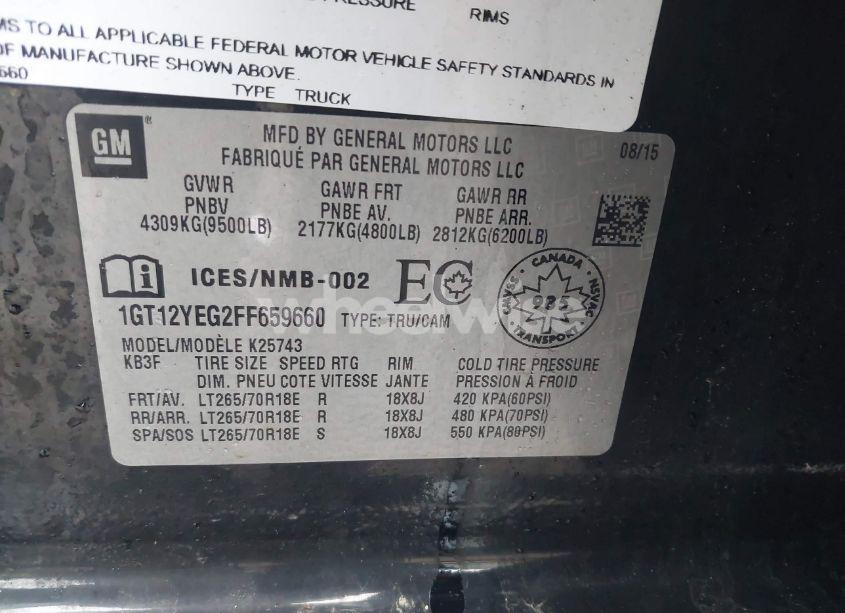 PRESSURE
RIMS
MS TO ALL APPLICABLE FEDERAL MOTOR VEHICLE SAFETY STANDARDS IN
OF MANUFACTURE SHOWN ABOVE.
660
TYPE TRUCK
GM ®
MFD BY GENERAL MOTORS LLC
08/15
FABRIQUÉ PAR GENERAL MOTORS LLC
GVWR GAWR FRT GAWR RR
PNBV PNBE AV. PNBE ARR.
4309KG(9500LB) 2177KG(4800LB) 2812KG(6200LB)
i ICES/NMB-002 EC
CANADA
CMVSS NSVAC
TRANSPORT
1GT12YEG2FF659660 TYPE: TRU/CAM
MODEL/MODÈLE K25743
KB3F TIRE SIZE SPEED RTG RIM COLD TIRE PRESSURE
DIM. PNEU COTE VITESSE JANTE PRESSION À FROID
FRT/AV. LT265/70R18E R 18X8J 420 KPA(60PSI)
RR/ARR. LT265/70R18E R 18X8J 480 KPA(70PSI)
SPA/SOS LT265/70R18E S 18X8J 550 KPA(80PSI)